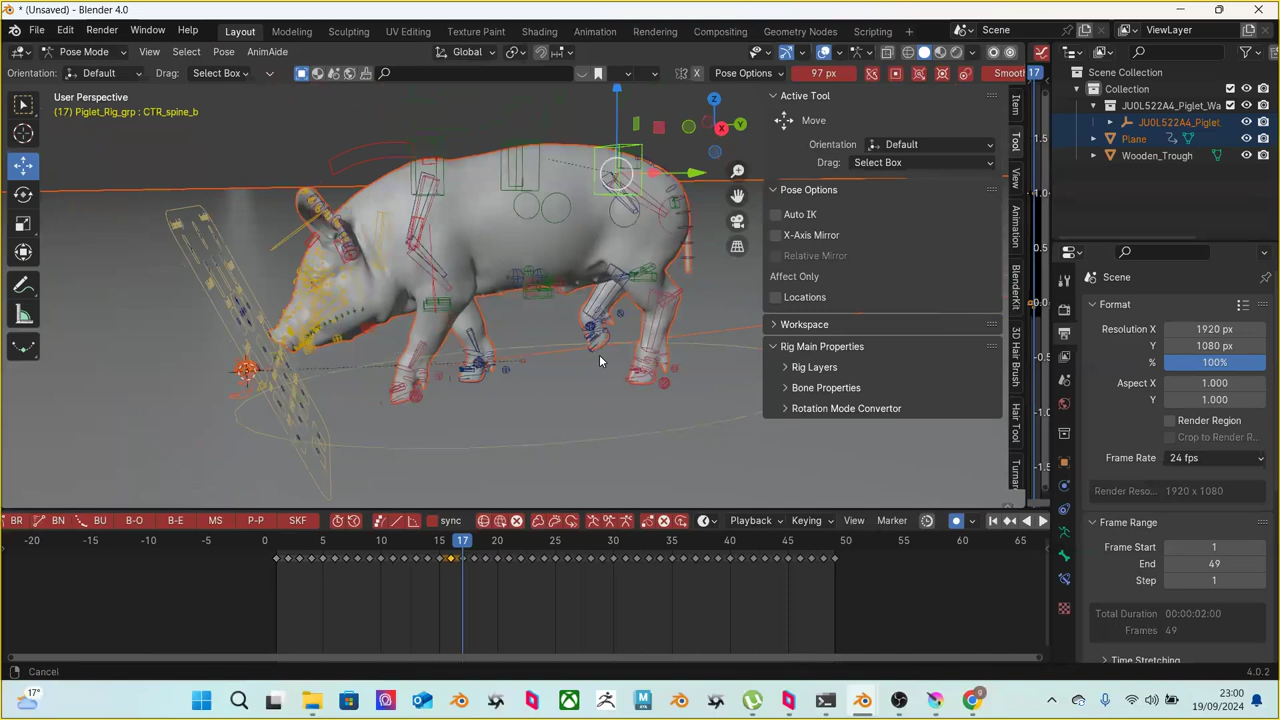 (Unsaved) - Blender 4.0
File Edit Render Window Help Layout Modeling Sculpting UV Editing Texture Paint Shading Animation Rendering Compositing Geometry Nodes Scripting Scene ViewLayer
Pose Mode View Select Pose AnimAide Global
Orientation: Default Drag: Select Box X Pose Options 97 px Smooth 17
User Perspective
(17) Piglet_Rig_grp : CTR_spine_b
Z
Y
X
Active Tool
Move
Orientation Default
Drag: Select Box
Pose Options
Auto IK
X-Axis Mirror
Relative Mirror
Affect Only
Locations
Workspace
Rig Main Properties
Rig Layers
Bone Properties
Rotation Mode Convertor
Item
Tool
View
Animation
BlenderKit
3D Hair Brush
Hair Tool
Scene Collection
Collection
JU0L522A4_Piglet_Wa
JU0L522A4_Piglet
Plane
Wooden_Trough
Scene
Format
Resolution X 1920 px
Y 1080 px
% 100%
Aspect X 1.000
Y 1.000
Render Region
Crop to Render R...
Frame Rate 24 fps
Render Reso... 1920 x 1080
Frame Range
Frame Start 1
End 49
Step 1
Total Duration 00:00:02:00
Frames 49
Time Stretching
BR BN BU B-O B-E MS P-P SKF sync Playback Keying View Marker
-20 -15 -10 -5 0 5 10 15 17 20 25 30 35 40 45 50 55 60 65
Cancel 4.0.2
17° 23:00
19/09/2024